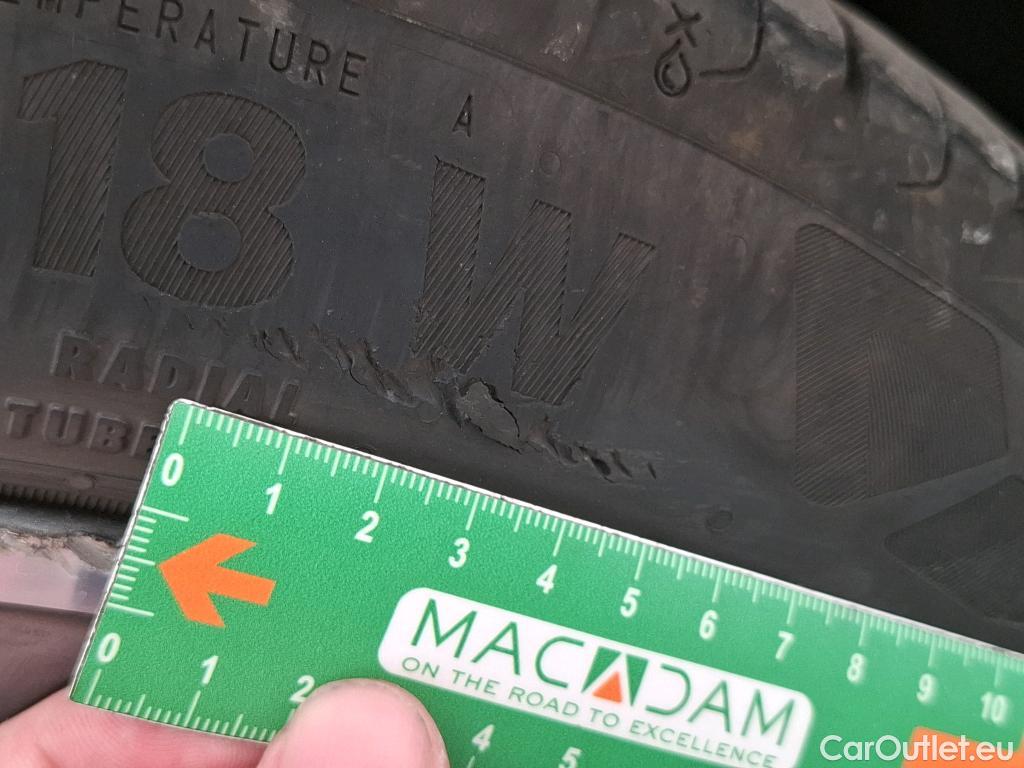 TEMPERATURE A
18 W
RADIAL
TUBE
0 1 2 3 4 5 6 7 8 9 10
MACADAM
ON THE ROAD TO EXCELLENCE
0 1 2 4 5
CarOutlet.eu